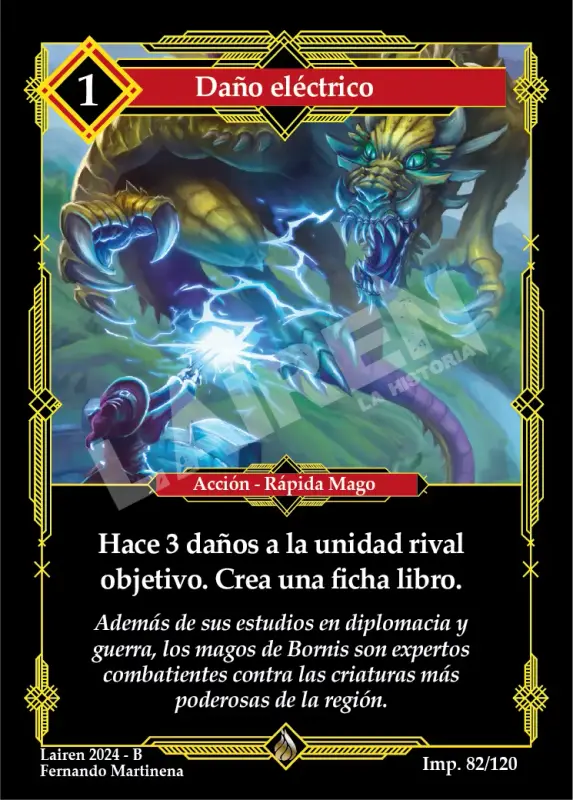 1
Daño eléctrico
LAIREN
LA HISTORIA
Acción - Rápida Mago
Hace 3 daños a la unidad rival
objetivo. Crea una ficha libro.
Además de sus estudios en diplomacia y
guerra, los magos de Bornis son expertos
combatientes contra las criaturas más
poderosas de la región.
Lairen 2024 - B
Fernando Martinena
Imp. 82/120